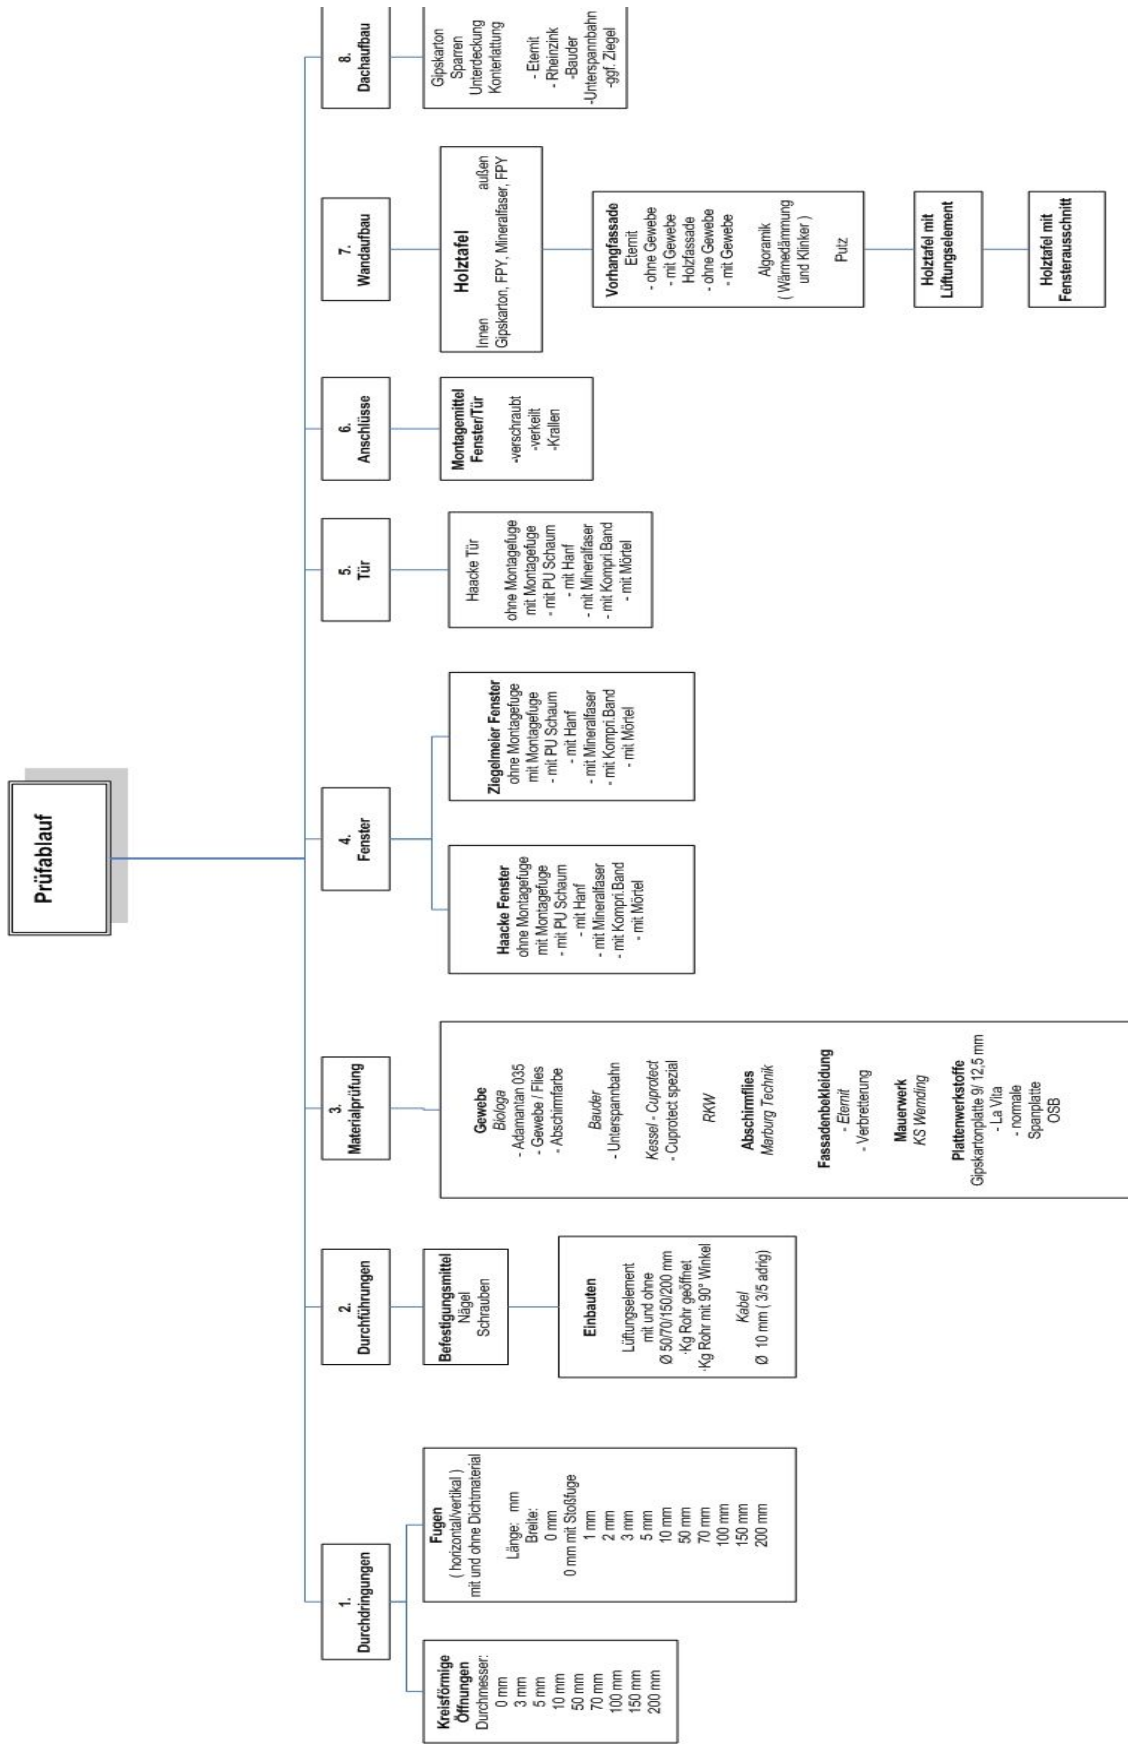 Prüfablauf
1.
Durchdringungen
Kreisförmige
Öffnungen
Durchmesser:
0 mm
3 mm
5 mm
10 mm
50 mm
70 mm
100 mm
150 mm
200 mm
Fugen
( horizontal/vertikal )
mit und ohne Dichtmaterial
Länge: mm
Breite:
0 mm
0 mm mit Stoßfuge
1 mm
2 mm
3 mm
5 mm
10 mm
50 mm
70 mm
100 mm
150 mm
200 mm
2.
Durchführungen
Befestigungsmittel
Nägel
Schrauben
Einbauten
Lüftungselement
mit und ohne
Ø 50/70/150/200 mm
·Kg Rohr geöffnet
·Kg Rohr mit 90° Winkel
Kabel
Ø 10 mm ( 3/5 adrig)
3.
Materialprüfung
Gewebe
Biologa
- Adamantan 035
- Gewebe / Flies
- Abschirmfarbe
Bauder
- Unterspannbahn
Kessel - Cuprotect
- Cuprotect spezial
RKW
Abschirmflies
Marburg Technik
Fassadenbekleidung
- Eternit
- Verbretterung
Mauerwerk
KS Wemding
Plattenwerkstoffe
Gipskartonplatte 9/ 12,5 mm
- La Vita
- normale
Spanplatte
OSB
4.
Fenster
Haacke Fenster
ohne Montagefuge
mit Montagefuge
- mit PU Schaum
- mit Hanf
- mit Mineralfaser
- mit Kompri.Band
- mit Mörtel
Ziegelmeier Fenster
ohne Montagefuge
mit Montagefuge
- mit PU Schaum
- mit Hanf
- mit Mineralfaser
- mit Kompri.Band
- mit Mörtel
5.
Tür
Haacke Tür
ohne Montagefuge
mit Montagefuge
- mit PU Schaum
- mit Hanf
- mit Mineralfaser
- mit Kompri.Band
- mit Mörtel
6.
Anschlüsse
Montagemittel
Fenster/Tür
-verschraubt
-verkeilt
-Krallen
7.
Wandaufbau
Holztafel
Innen außen
Gipskarton, FPY, Mineralfaser, FPY
Vorhangfassade
Eternit
- ohne Gewebe
- mit Gewebe
Holzfassade
- ohne Gewebe
- mit Gewebe
Algoramik
( Wärmedämmung
und Klinker )
Putz
Holztafel mit
Lüftungselement
Holztafel mit
Fensterausschnitt
8.
Dachaufbau
Gipskarton
Sparren
Unterdeckung
Konterlattung
- Eternit
- Rheinzink
-Bauder
-Unterspannbahn
-ggf. Ziegel